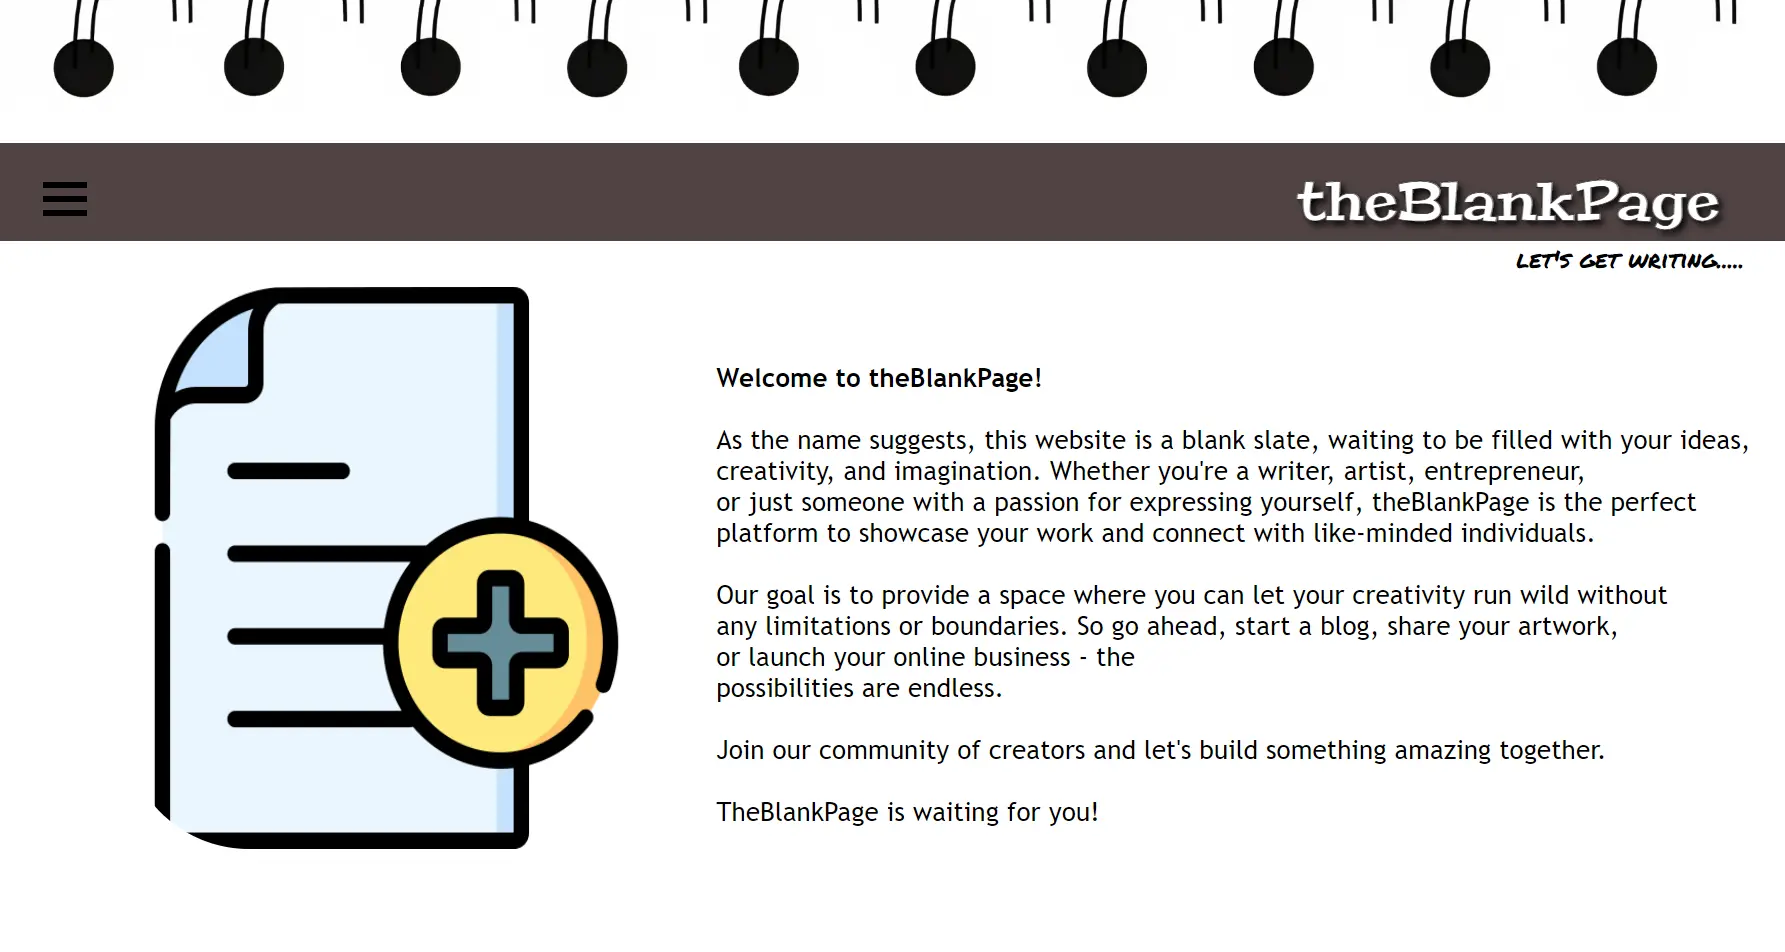 theBlankPage
LET'S GET WRITING.....
Welcome to theBlankPage!
As the name suggests, this website is a blank slate, waiting to be filled with your ideas,
creativity, and imagination. Whether you're a writer, artist, entrepreneur,
or just someone with a passion for expressing yourself, theBlankPage is the perfect
platform to showcase your work and connect with like-minded individuals.
Our goal is to provide a space where you can let your creativity run wild without
any limitations or boundaries. So go ahead, start a blog, share your artwork,
or launch your online business - the
possibilities are endless.
Join our community of creators and let's build something amazing together.
TheBlankPage is waiting for you!